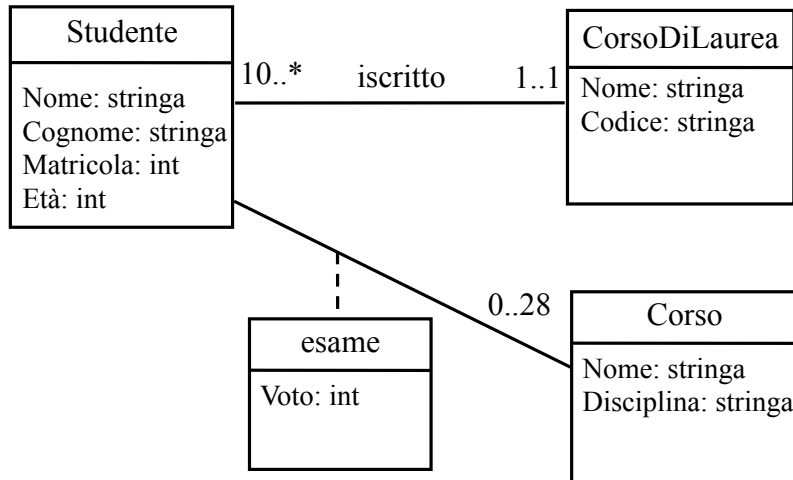 Studente
Nome: stringa
Cognome: stringa
Matricola: int
Età: int
10..*
iscritto
1..1
CorsoDiLaurea
Nome: stringa
Codice: stringa
esame
Voto: int
0..28
Corso
Nome: stringa
Disciplina: stringa